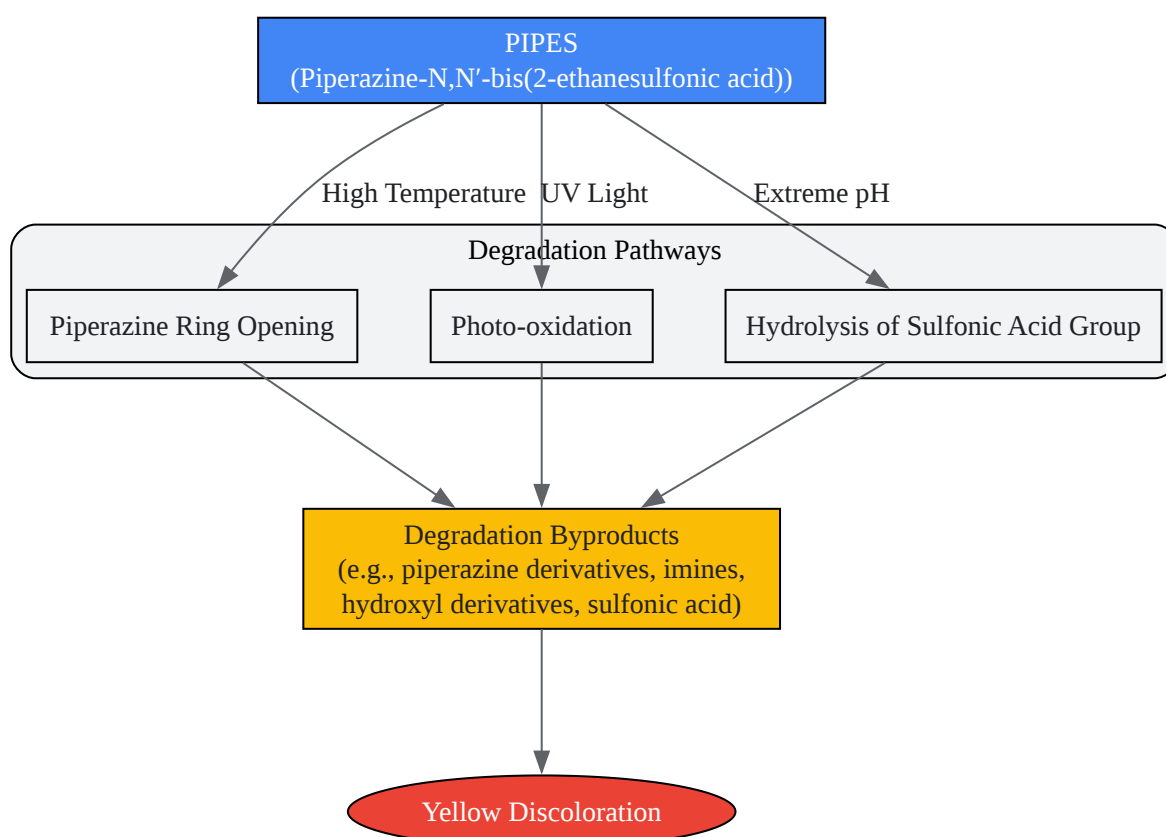 PIPES
(Piperazine-N,N′-bis(2-ethanesulfonic acid))
High Temperature
UV Light
Extreme pH
Degradation Pathways
Piperazine Ring Opening
Photo-oxidation
Hydrolysis of Sulfonic Acid Group
Degradation Byproducts
(e.g., piperazine derivatives, imines,
hydroxyl derivatives, sulfonic acid)
Yellow Discoloration